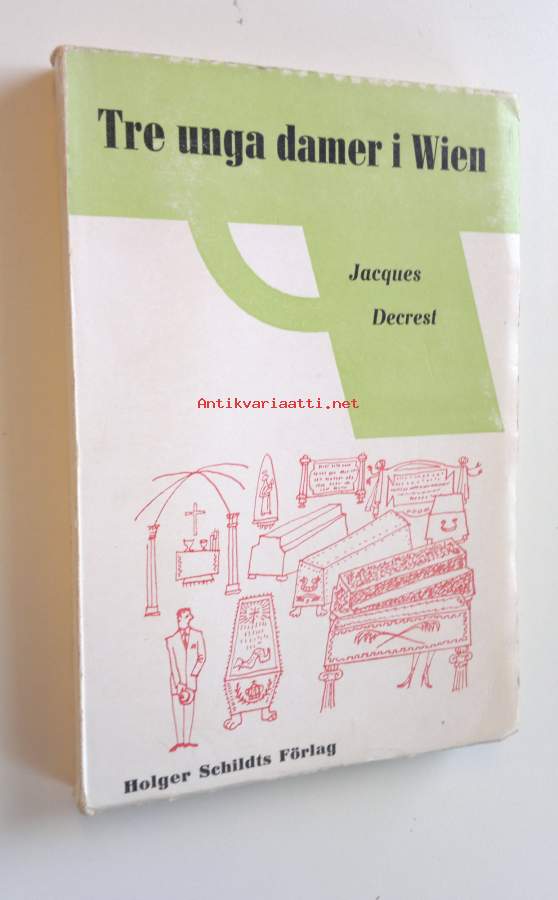 Tre unga damer i Wien
Jacques
Decrest
Antikvariaatti.net
Holger Schildts Förlag